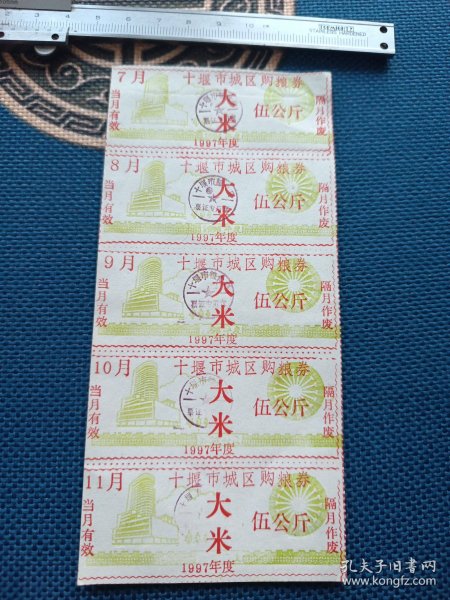 7月 十堰市城区购粮券
当月有效 大米 伍公斤 隔月作废
1997年度
8月 十堰市城区购粮券
当月有效 大米 伍公斤 隔月作废
1997年度
9月 十堰市城区购粮券
当月有效 大米 伍公斤 隔月作废
1997年度
10月 十堰市城区购粮券
当月有效 大米 伍公斤 隔月作废
1997年度
11月 十堰市城区购粮券
当月有效 大米 伍公斤 隔月作废
1997年度
孔夫子旧书网
kongfz.com